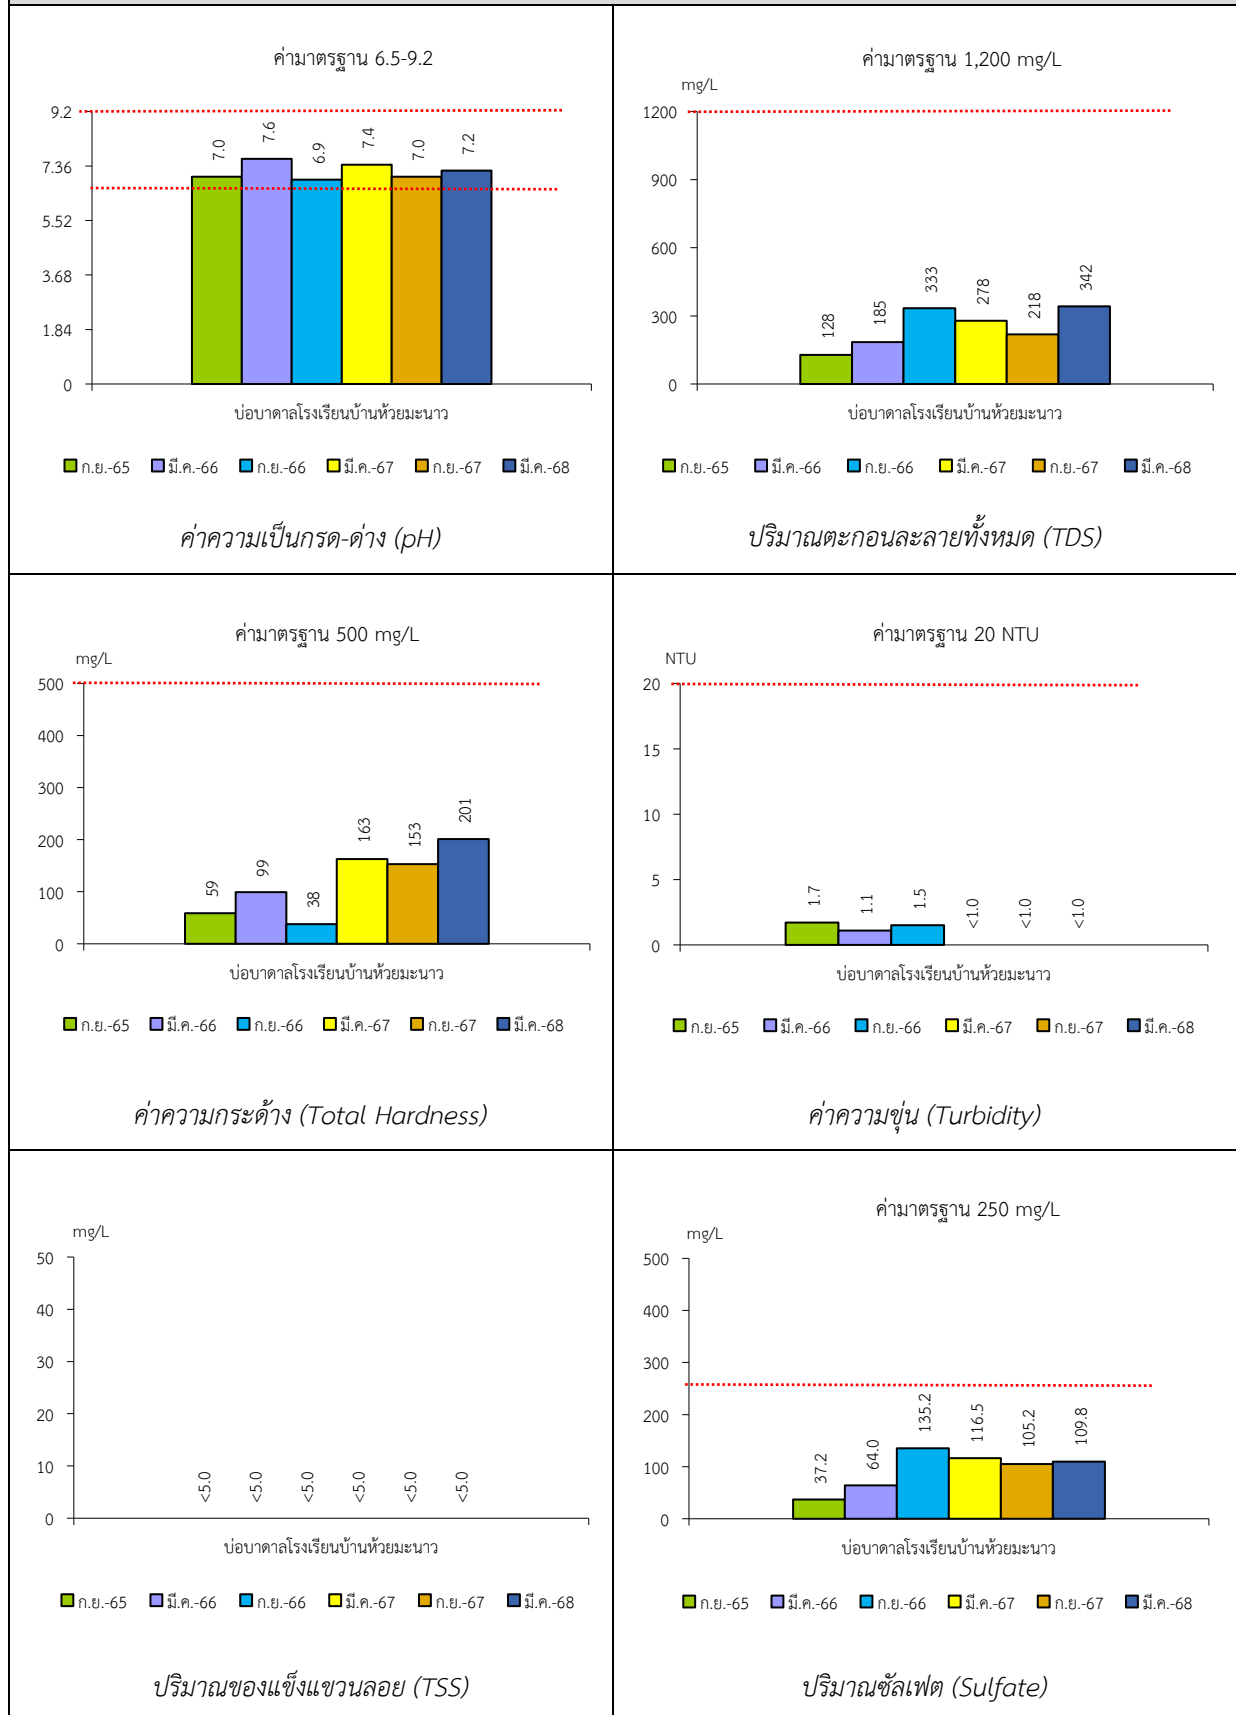 ค่ามาตรฐาน 6.5-9.2
9.2
7.36
5.52
3.68
1.84
0
7.0
7.6
6.9
7.4
7.0
7.2
บ่อบาดาลโรงเรียนบ้านห้วยมะนาว
ก.ย.-65 มี.ค.-66 ก.ย.-66 มี.ค.-67 ก.ย.-67 มี.ค.-68
ค่าความเป็นกรด-ด่าง (pH)
ค่ามาตรฐาน 1,200 mg/L
mg/L
1200
900
600
300
0
128
185
333
278
218
342
บ่อบาดาลโรงเรียนบ้านห้วยมะนาว
ก.ย.-65 มี.ค.-66 ก.ย.-66 มี.ค.-67 ก.ย.-67 มี.ค.-68
ปริมาณตะกอนละลายทั้งหมด (TDS)
ค่ามาตรฐาน 500 mg/L
mg/L
500
400
300
200
100
0
59
99
38
163
153
201
บ่อบาดาลโรงเรียนบ้านห้วยมะนาว
ก.ย.-65 มี.ค.-66 ก.ย.-66 มี.ค.-67 ก.ย.-67 มี.ค.-68
ค่าความกระด้าง (Total Hardness)
ค่ามาตรฐาน 20 NTU
NTU
20
15
10
5
0
1.7
1.1
1.5
<1.0
<1.0
<1.0
บ่อบาดาลโรงเรียนบ้านห้วยมะนาว
ก.ย.-65 มี.ค.-66 ก.ย.-66 มี.ค.-67 ก.ย.-67 มี.ค.-68
ค่าความขุ่น (Turbidity)
mg/L
50
40
30
20
10
0
<5.0
<5.0
<5.0
<5.0
<5.0
<5.0
บ่อบาดาลโรงเรียนบ้านห้วยมะนาว
ก.ย.-65 มี.ค.-66 ก.ย.-66 มี.ค.-67 ก.ย.-67 มี.ค.-68
ปริมาณของแข็งแขวนลอย (TSS)
ค่ามาตรฐาน 250 mg/L
mg/L
500
400
300
200
100
0
37.2
64.0
135.2
116.5
105.2
109.8
บ่อบาดาลโรงเรียนบ้านห้วยมะนาว
ก.ย.-65 มี.ค.-66 ก.ย.-66 มี.ค.-67 ก.ย.-67 มี.ค.-68
ปริมาณซัลเฟต (Sulfate)